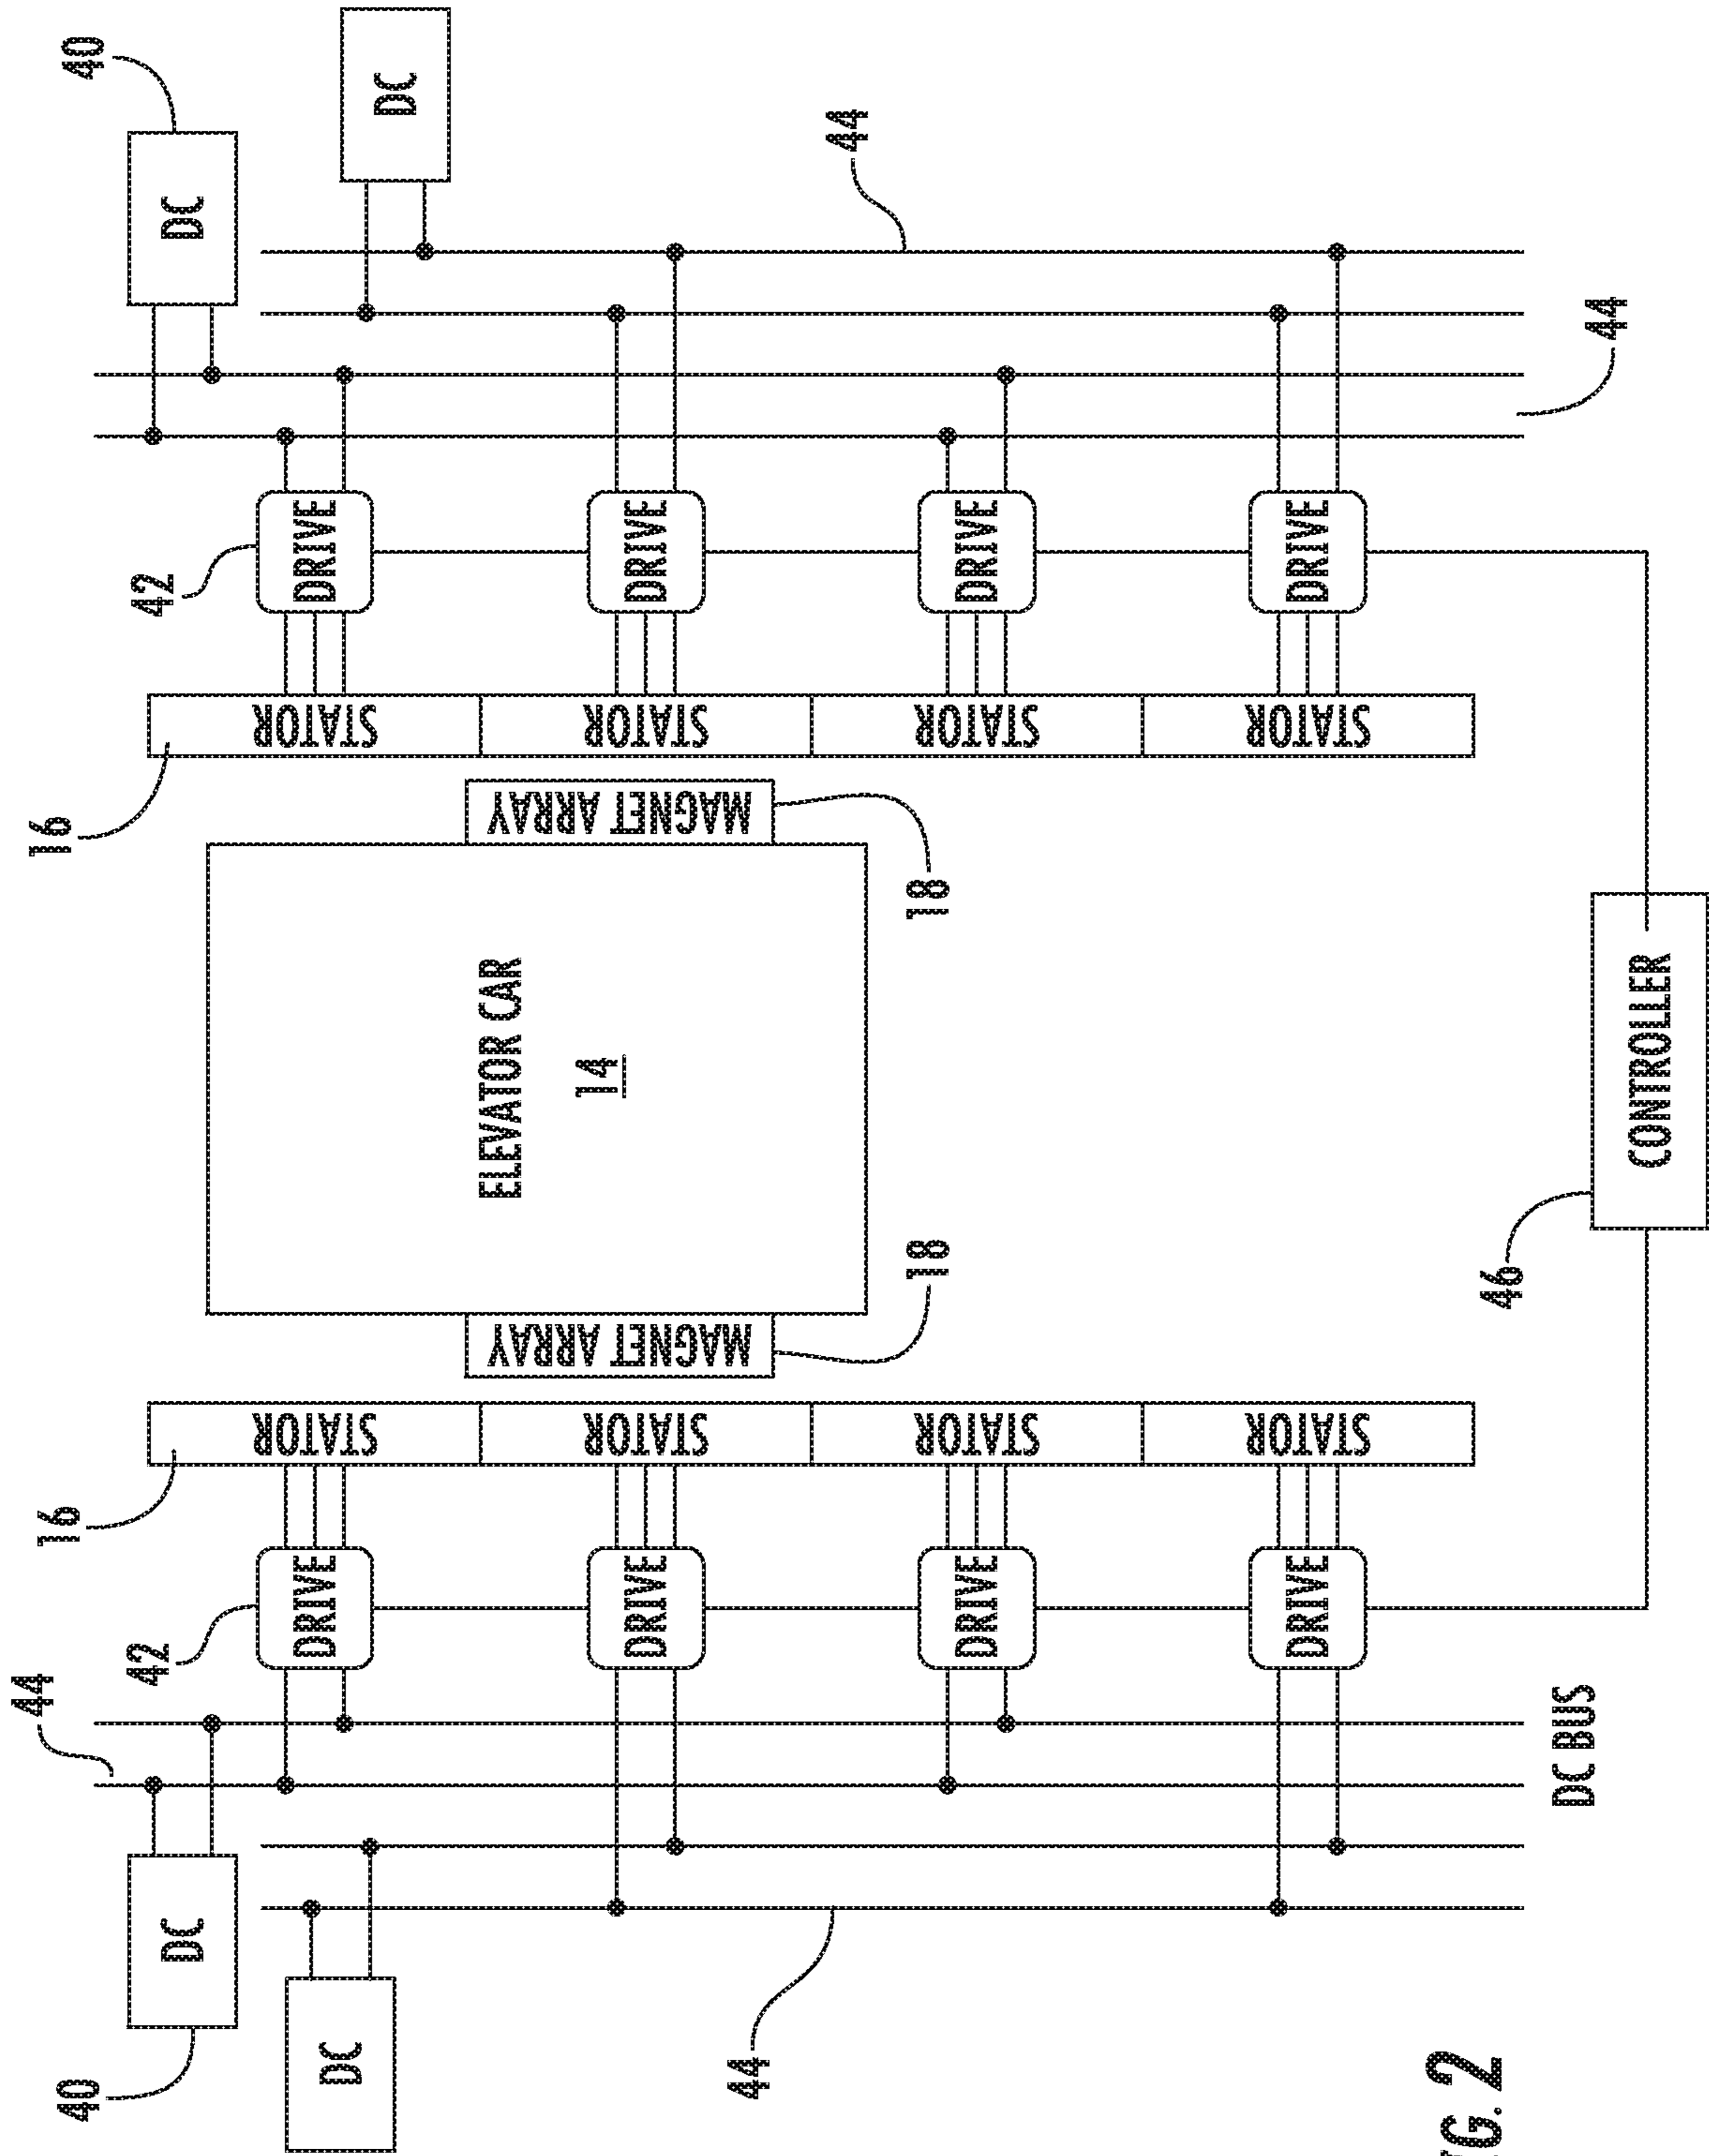 44
16
16
40
40
42
42
DC
DC
DRIVE
STATOR
STATOR
DRIVE
DC
DC
ELEVATOR CAR
14
MAGNET ARRAY
MAGNET ARRAY
DRIVE
STATOR
STATOR
DRIVE
44
44
18
18
DRIVE
STATOR
STATOR
DRIVE
DRIVE
STATOR
STATOR
DRIVE
IG. 2
46
DC BUS
44
CONTROLLER